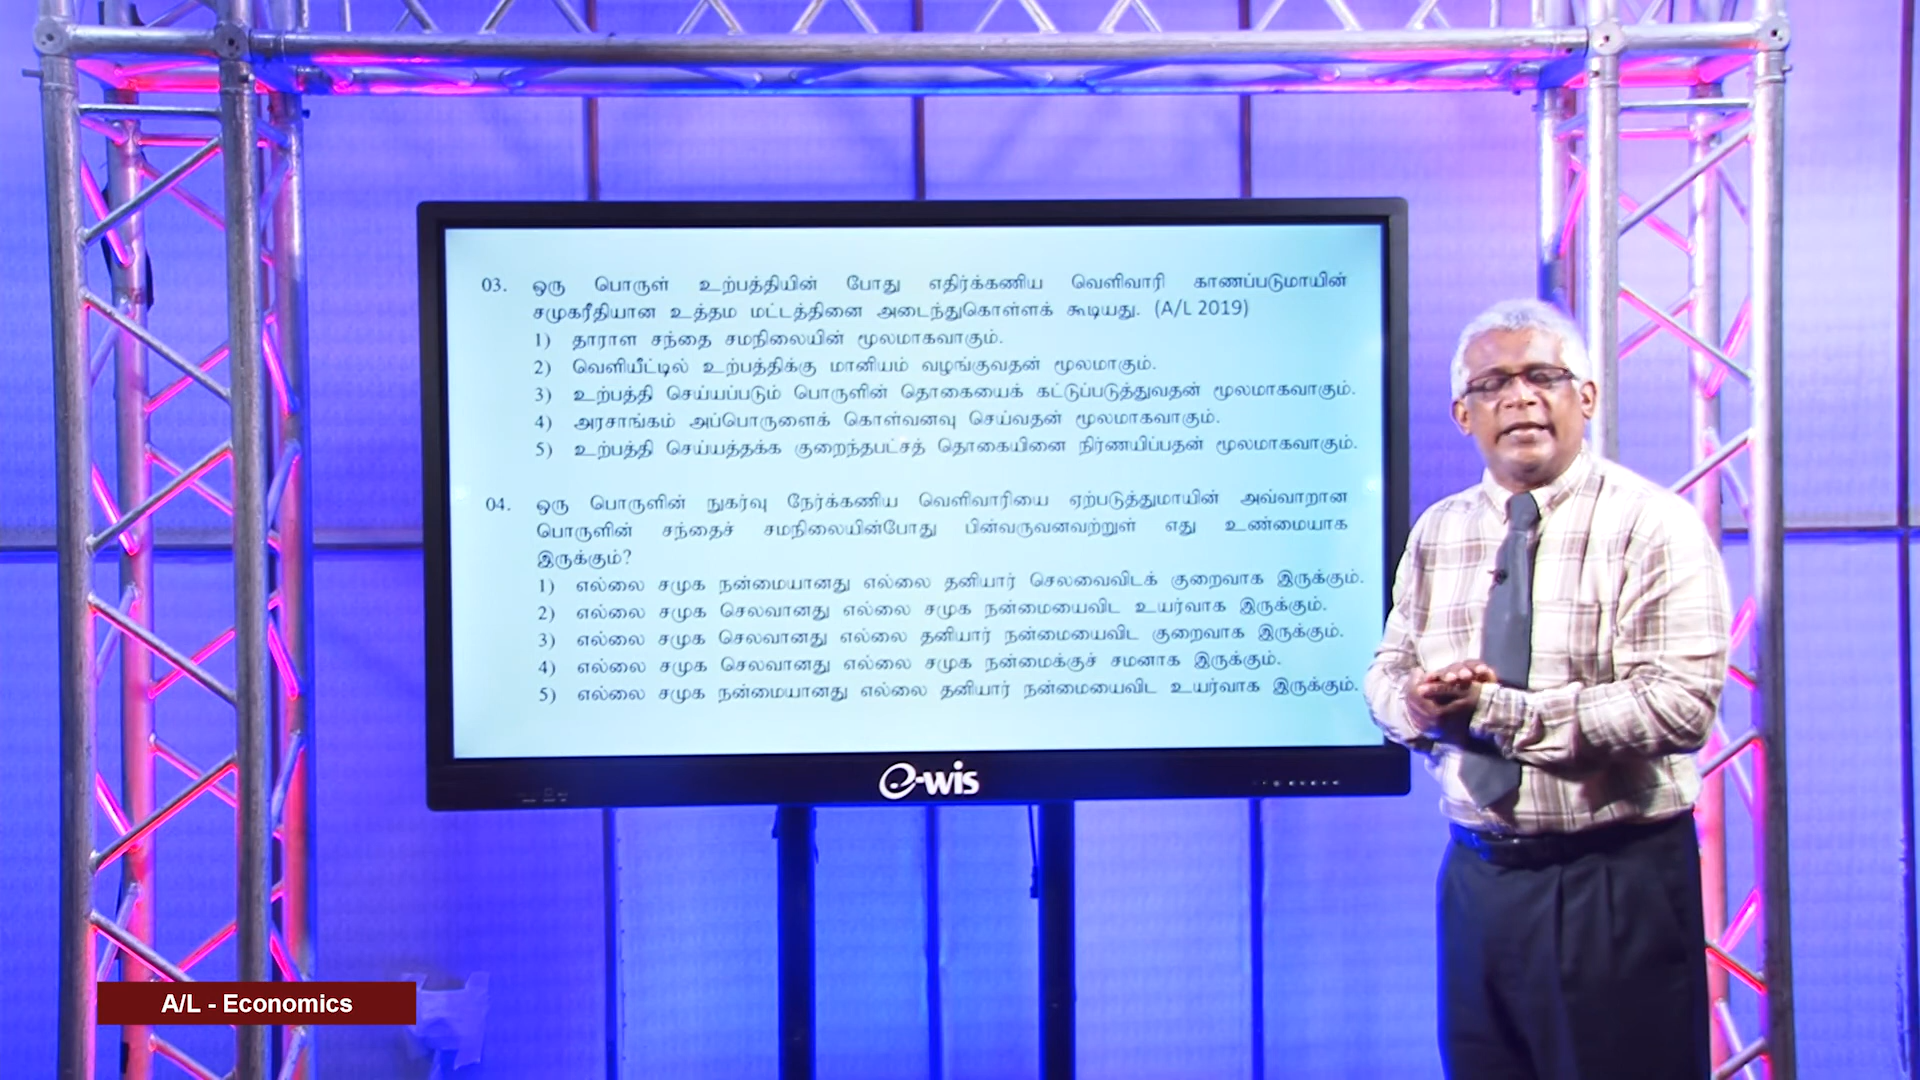 03. ஒரு பொருள் உற்பத்தியின் போது எதிர்க்கணிய வெளிவாரி காணப்படுமாயின்
சமுகரீதியான உத்தம மட்டத்தினை அடைந்துகொள்ளக் கூடியது. (A/L 2019)
1) தாராள சந்தை சமநிலையின் மூலமாகவாகும்.
2) வெளியீட்டில் உற்பத்திக்கு மானியம் வழங்குவதன் மூலமாகும்.
3) உற்பத்தி செய்யப்படும் பொருளின் தொகையைக் கட்டுப்படுத்துவதன் மூலமாகவாகும்.
4) அரசாங்கம் அப்பொருளைக் கொள்வனவு செய்வதன் மூலமாகவாகும்.
5) உற்பத்தி செய்யத்தக்க குறைந்தபட்சத் தொகையினை நிர்ணயிப்பதன் மூலமாகவாகும்.
04. ஒரு பொருளின் நுகர்வு நேர்க்கணிய வெளிவாரியை ஏற்படுத்துமாயின் அவ்வாறான
பொருளின் சந்தைச் சமநிலையின்போது பின்வருவனவற்றுள் எது உண்மையாக
இருக்கும்?
1) எல்லை சமுக நன்மையானது எல்லை தனியார் செலவைவிடக் குறைவாக இருக்கும்.
2) எல்லை சமுக செலவானது எல்லை சமுக நன்மையைவிட உயர்வாக இருக்கும்.
3) எல்லை சமுக செலவானது எல்லை தனியார் நன்மையைவிட குறைவாக இருக்கும்.
4) எல்லை சமுக செலவானது எல்லை சமுக நன்மைக்குச் சமனாக இருக்கும்.
5) எல்லை சமுக நன்மையானது எல்லை தனியார் நன்மையைவிட உயர்வாக இருக்கும்.
e-wis
A/L - Economics